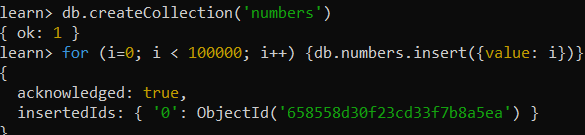 learn> db.createCollection('numbers')
{ ok: 1 }
learn> for (i=0; i < 100000; i++) {db.numbers.insert({value: i})}
{
  acknowledged: true,
  insertedIds: { '0': ObjectId('658558d30f23cd33f7b8a5ea') }
}